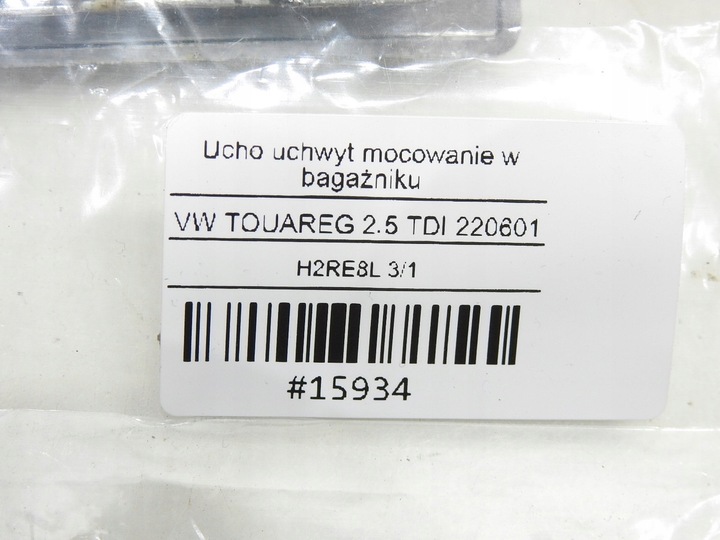 Ucho uchwyt mocowanie w
bagażniku
VW TOUAREG 2.5 TDI 220601
H2RE8L 3/1
#15934